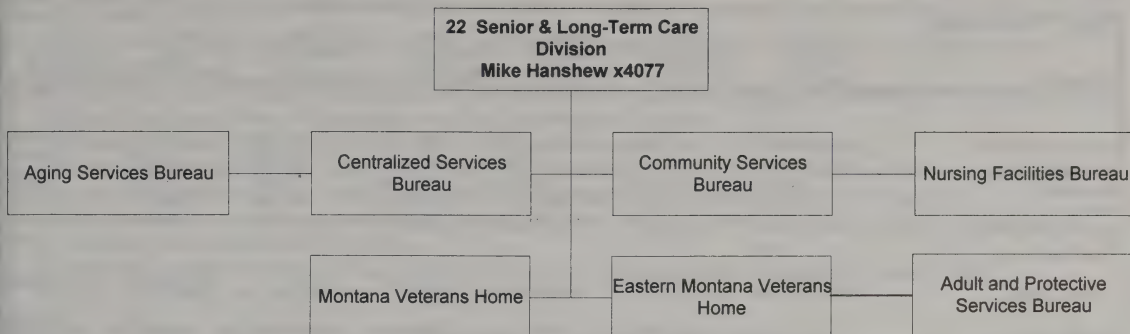 22 Senior & Long-Term Care
Division
Mike Hanshew x4077
Aging Services Bureau
Centralized Services
Bureau
Community Services
Bureau
Nursing Facilities Bureau
Montana Veterans Home
Eastern Montana Veterans
Home
Adult and Protective
Services Bureau